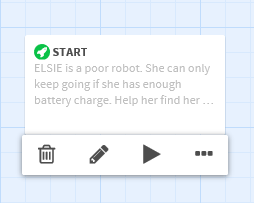 START
ELSIE is a poor robot. She can only
keep going if she has enough
battery charge. Help her find her ...